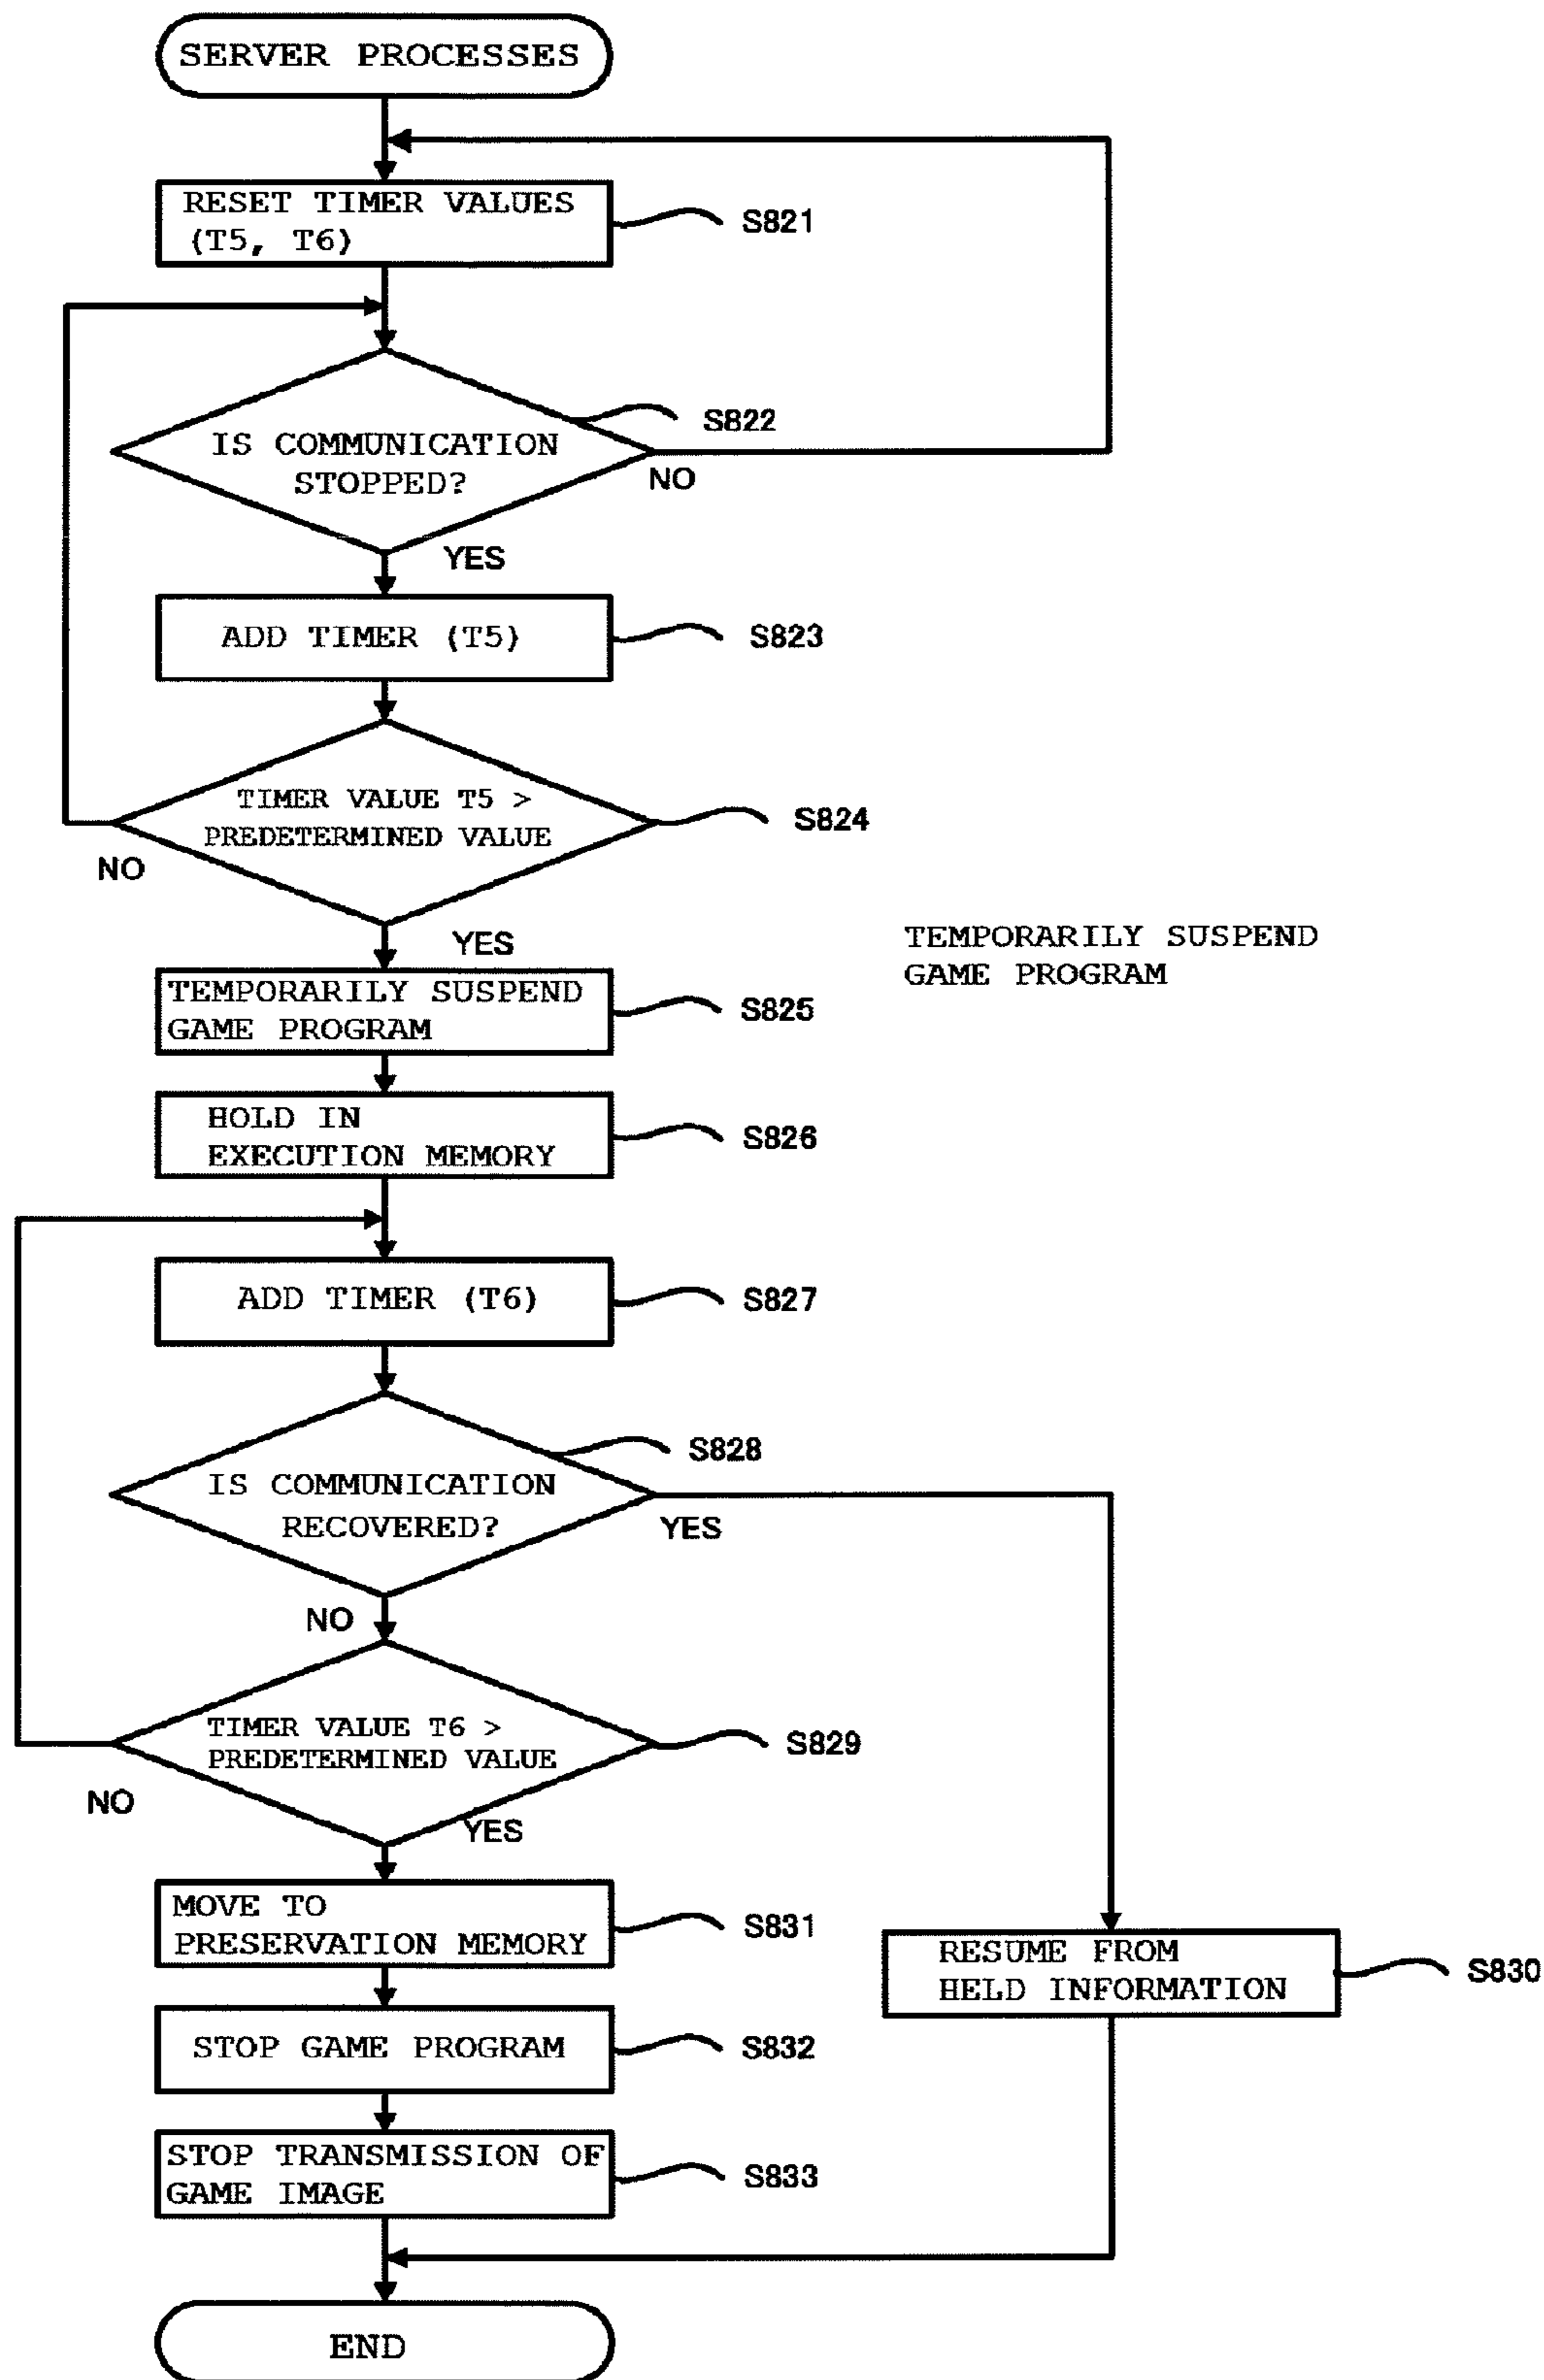 SERVER PROCESSES
RESET TIMER VALUES
(T5, T6)
S821
S822
IS COMMUNICATION
STOPPED?
NO
YES
ADD TIMER (T5)
S823
TIMER VALUE T5 >
PREDETERMINED VALUE
S824
NO
YES
TEMPORARILY SUSPEND
GAME PROGRAM
TEMPORARILY SUSPEND
GAME PROGRAM
S825
HOLD IN
EXECUTION MEMORY
S826
ADD TIMER (T6)
S827
S828
IS COMMUNICATION
RECOVERED?
YES
NO
TIMER VALUE T6 >
PREDETERMINED VALUE
S829
NO
YES
MOVE TO
PRESERVATION MEMORY
S831
RESUME FROM
HELD INFORMATION
S830
STOP GAME PROGRAM
S832
STOP TRANSMISSION OF
GAME IMAGE
S833
END